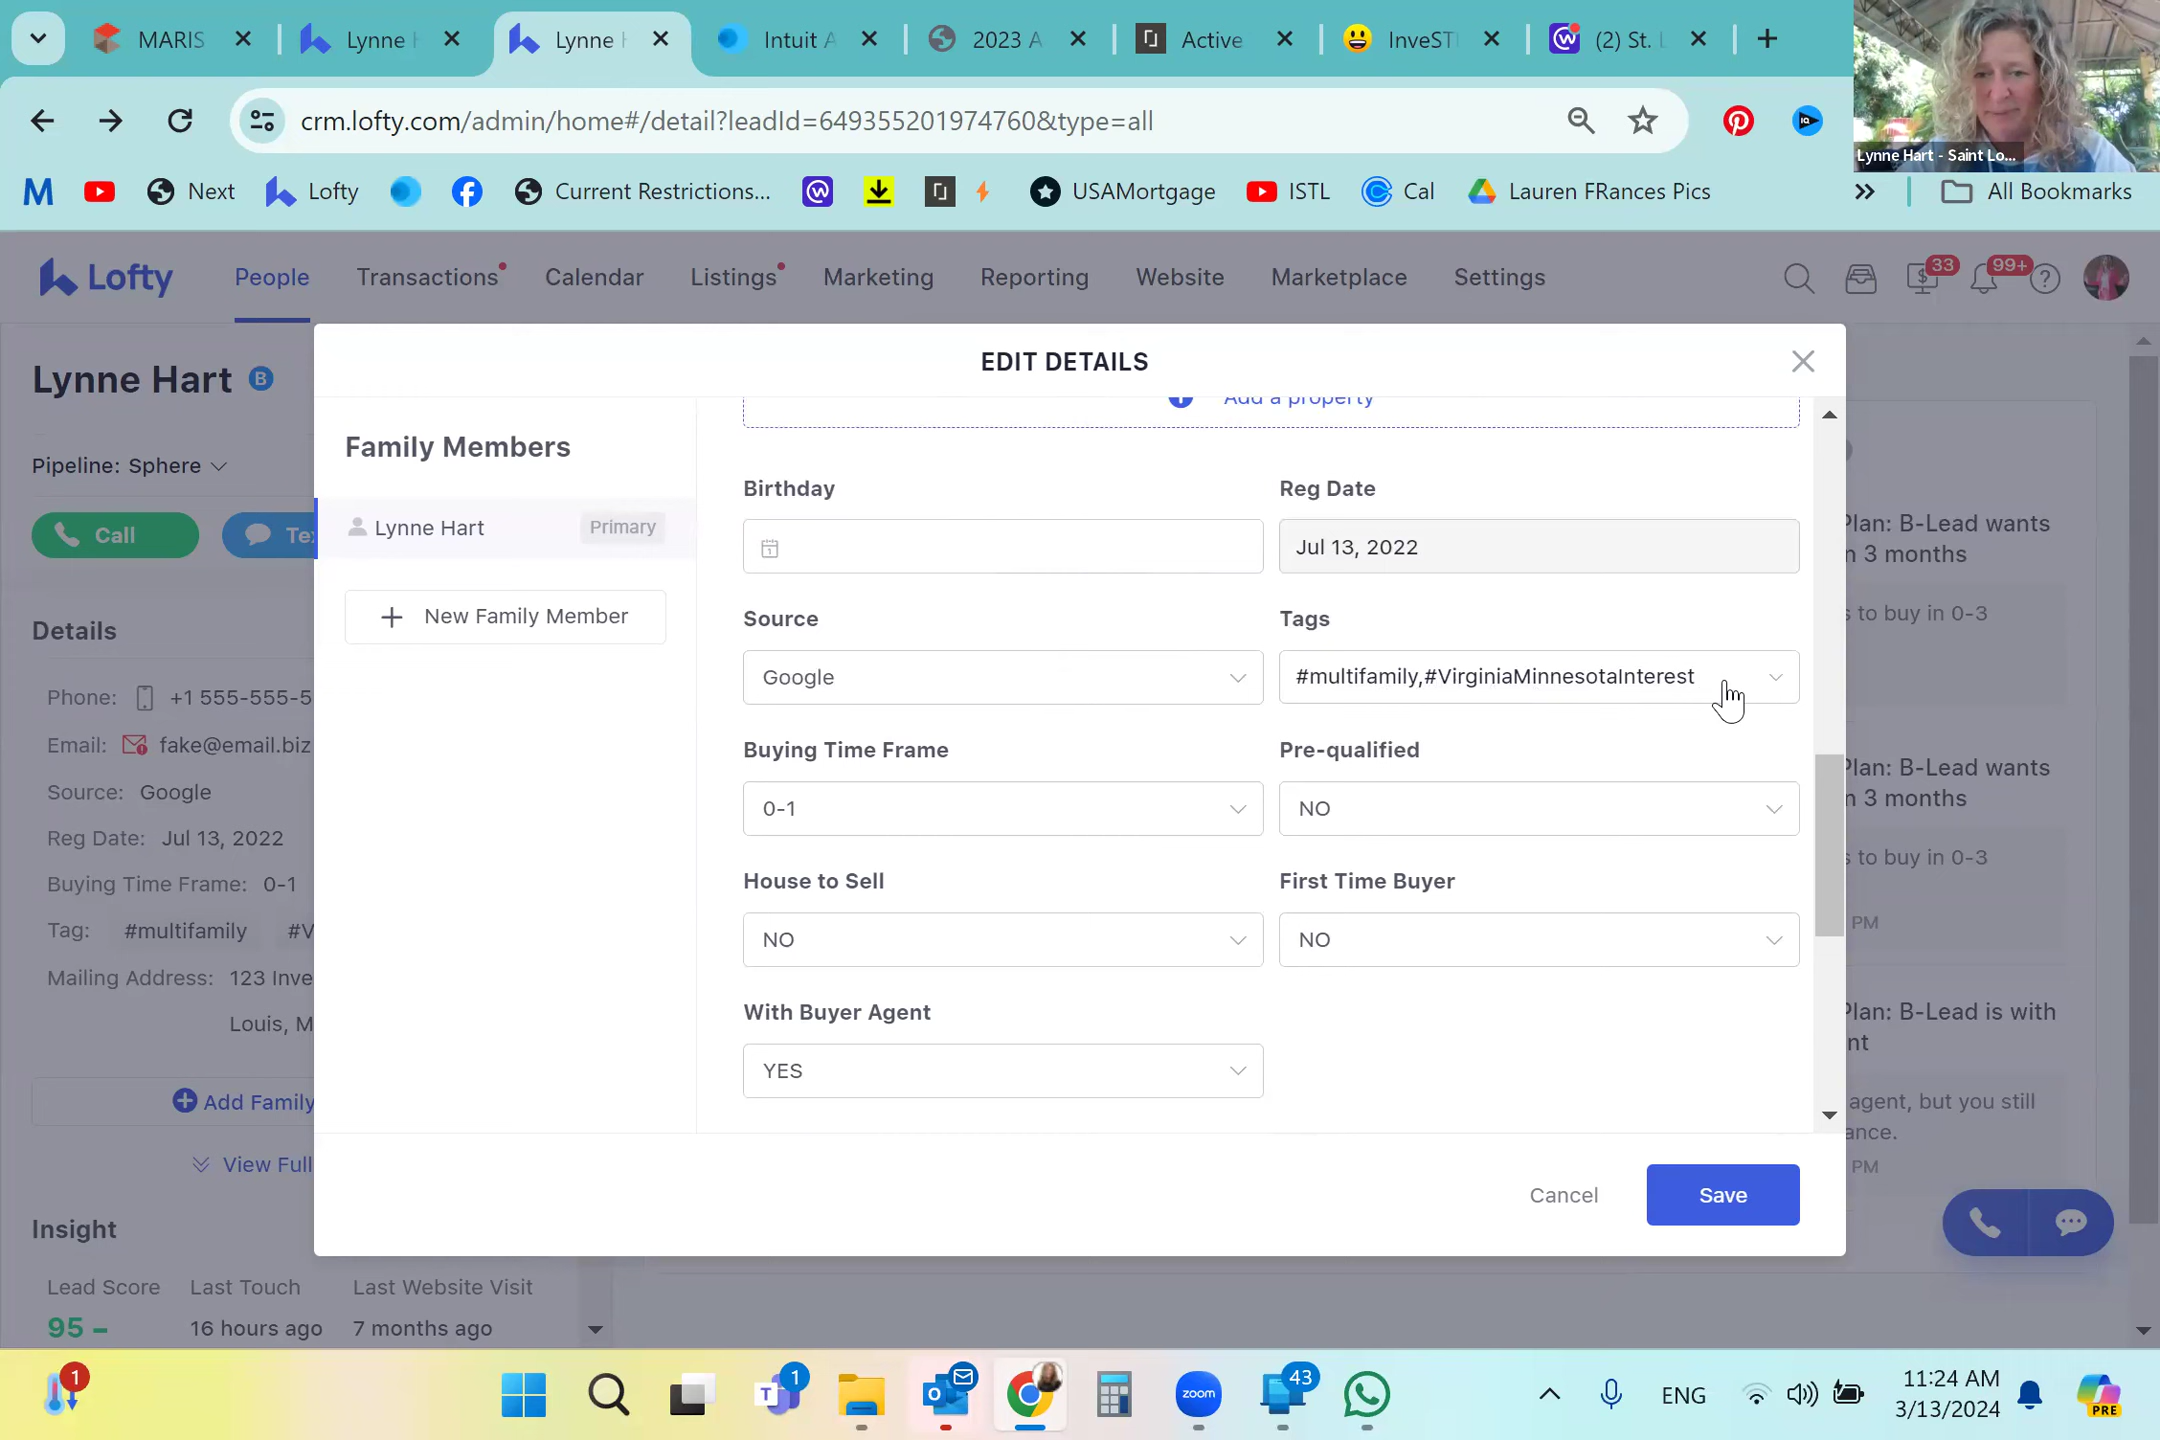 MARIS
Lynne
Lynne
Intuit A
2023 A
Active
InveST
(2) St.
crm.lofty.com/admin/home#/detail?leadId=649355201974760&type=all
Lynne Hart - Saint Lo...
Next
Lofty
Current Restrictions...
USAMortgage
ISTL
Cal
Lauren FRances Pics
All Bookmarks
Lofty
People
Transactions
Calendar
Listings
Marketing
Reporting
Website
Marketplace
Settings
33
99+
Lynne Hart B
Pipeline: Sphere
Call
Te
Details
Phone: +1 555-555-5
Email: fake@email.biz
Source: Google
Reg Date: Jul 13, 2022
Buying Time Frame: 0-1
Tag: #multifamily #V
Mailing Address: 123 Inve
Louis, M
Add Family
View Full
Insight
Lead Score Last Touch Last Website Visit
95 – 16 hours ago 7 months ago
EDIT DETAILS
Family Members
Lynne Hart Primary
New Family Member
Add a property
Birthday Reg Date
Jul 13, 2022
Source Tags
Google #multifamily,#VirginiaMinnesotaInterest
Buying Time Frame Pre-qualified
0-1 NO
House to Sell First Time Buyer
NO NO
With Buyer Agent
YES
Cancel Save
Plan: B-Lead wants
n 3 months
s to buy in 0-3
Plan: B-Lead wants
n 3 months
s to buy in 0-3
PM
Plan: B-Lead is with
nt
agent, but you still
ance.
PM
1
1
43
zoom
ENG
11:24 AM
3/13/2024
PRE